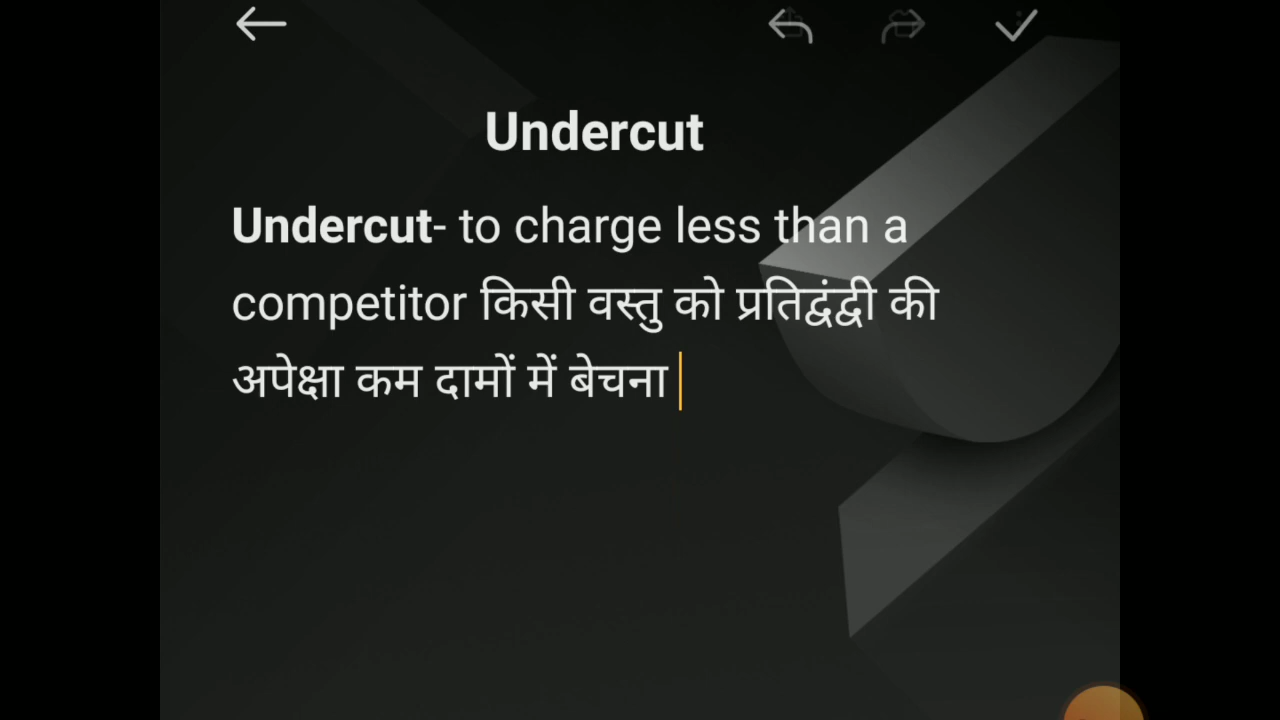 Undercut
Undercut- to charge less than a
competitor किसी वस्तु को प्रतिद्वंद्वी की
अपेक्षा कम दामों में बेचना